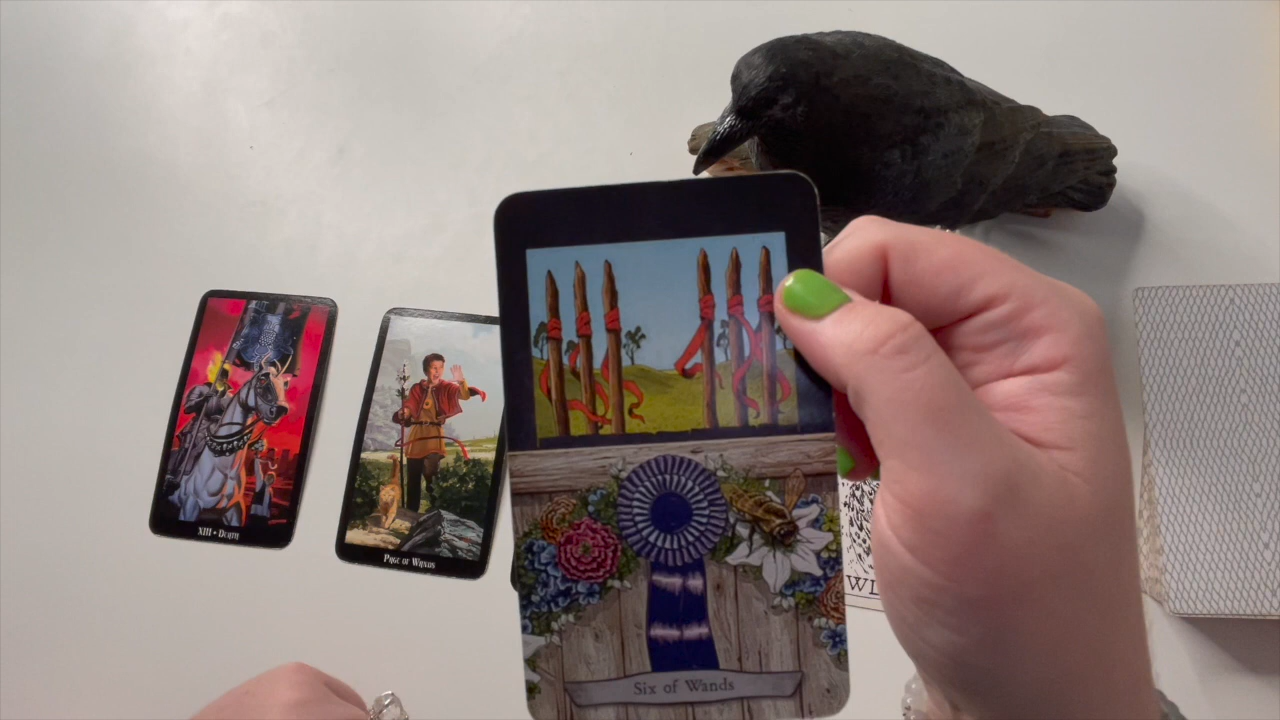 XIII • Death
Page of Wands
Six of Wands